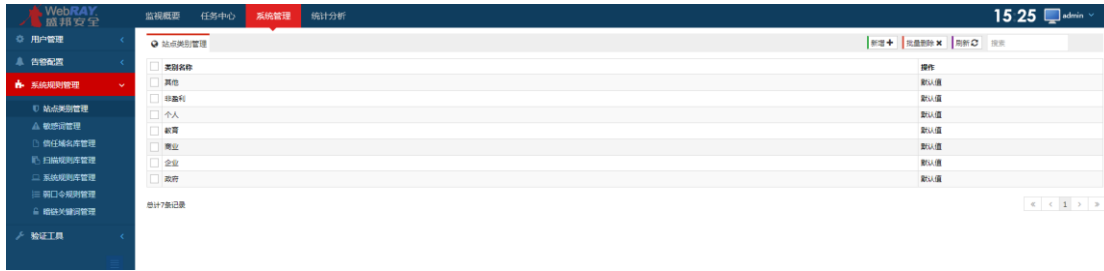 WebRAY.
盛邦安全
监视概要 任务中心 系统管理 统计分析
15 25 admin
用户管理
告警配置
系统规则管理
站点类别管理
敏感词管理
信任域名库管理
扫描规则库管理
系统规则库管理
弱口令规则管理
暗链关键词管理
验证工具
站点类别管理
新增 批量删除 刷新 搜索
类别名称 操作
其他 默认值
非盈利 默认值
个人 默认值
教育 默认值
商业 默认值
企业 默认值
政府 默认值
总计7条记录
« ‹ 1 › »